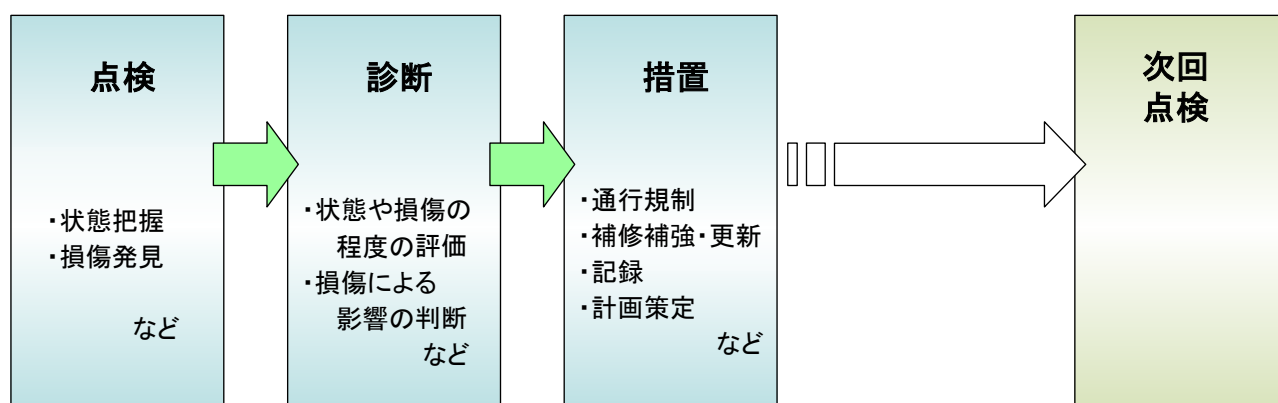 点検
・状態把握
・損傷発見
など
診断
・状態や損傷の
程度の評価
・損傷による
影響の判断
など
措置
・通行規制
・補修補強・更新
・記録
・計画策定
など
次回
点検